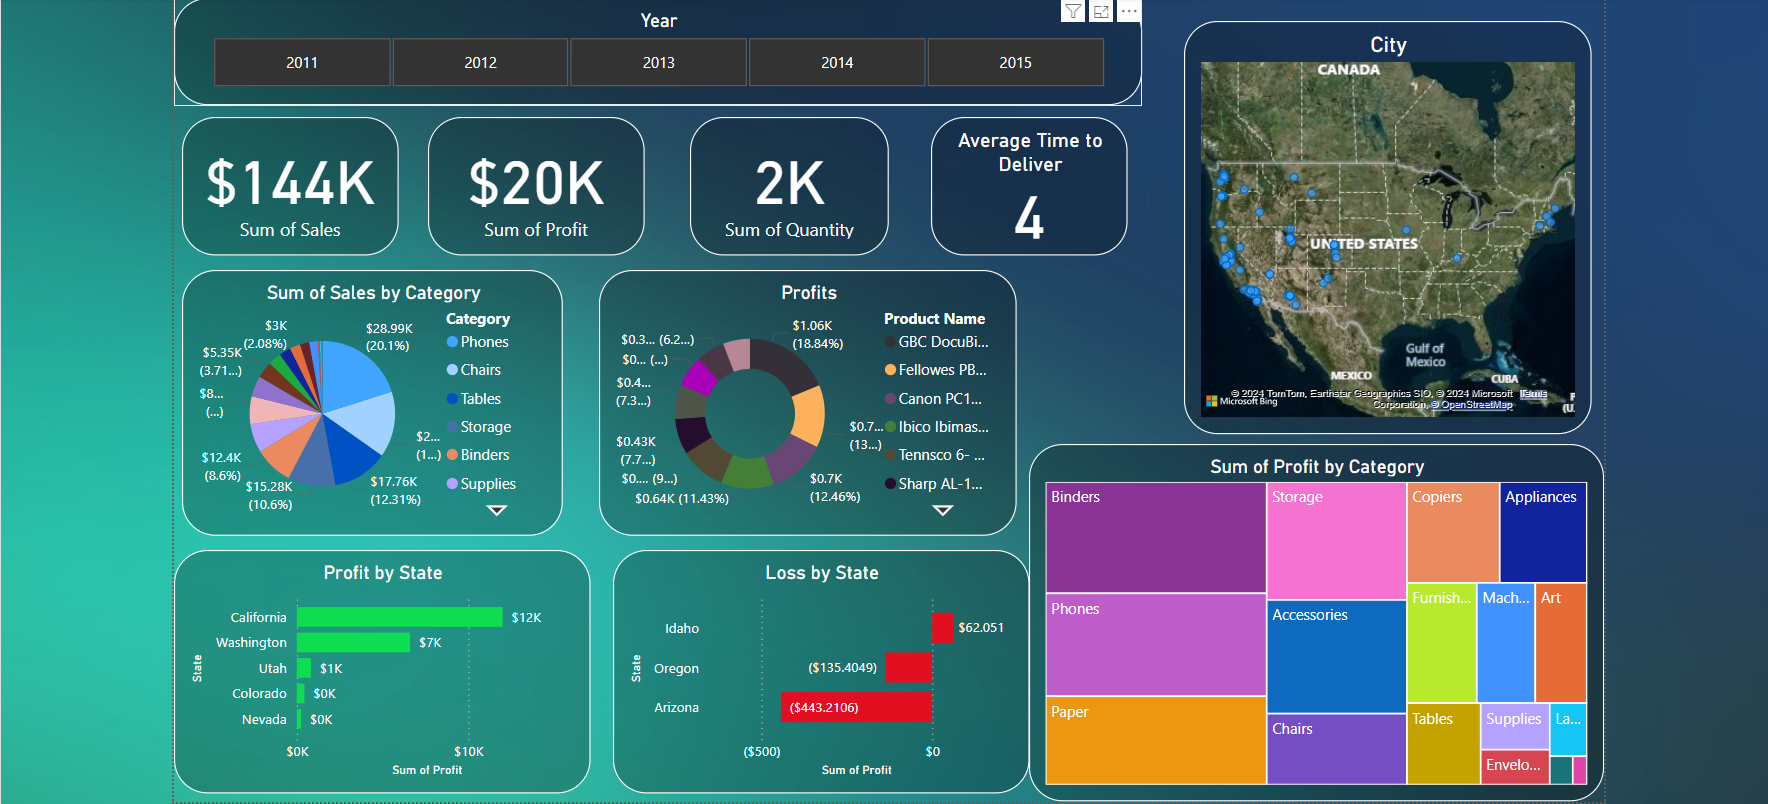 Year
2011
2012
2013
2014
2015
$144K
Sum of Sales
$20K
Sum of Profit
2K
Sum of Quantity
Average Time to
Deliver
4
City
CANADA
UNITED STATES
Gulf of
Mexico
MEXICO
CUBA
Microsoft Bing
© 2024 TomTom, Earthstar Geographics SIO, © 2024 Microsoft Terms
Corporation, © OpenStreetMap
Sum of Sales by Category
$28.99K
(20.1%)
$2...
(1...)
$17.76K
(12.31%)
$15.28K
(10.6%)
$12.4K
(8.6%)
$8...
(...)
$5.35K
(3.71...)
$3K
(2.08%)
Category
Phones
Chairs
Tables
Storage
Binders
Supplies
Profits
$1.06K
(18.84%)
$0.7...
(13...)
$0.7K
(12.46%)
$0.64K (11.43%)
$0.... (9...)
$0.43K
(7.7...)
$0.4...
(7.3...)
$0... (...)
$0.3... (6.2...)
Product Name
GBC DocuBi...
Fellowes PB...
Canon PC1...
Ibico Ibimas...
Tennsco 6- ...
Sharp AL-1...
Profit by State
State
California
$12K
Washington
$7K
Utah
$1K
Colorado
$0K
Nevada
$0K
$0K
$10K
Sum of Profit
Loss by State
State
Idaho
$62.051
Oregon
($135.4049)
Arizona
($443.2106)
($500)
$0
Sum of Profit
Sum of Profit by Category
Binders
Phones
Paper
Storage
Accessories
Chairs
Copiers
Appliances
Furnish...
Mach...
Art
Tables
Supplies
La...
Envelo...